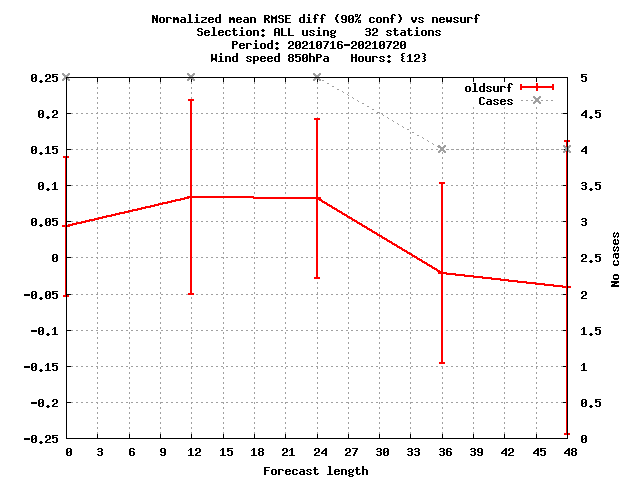 Normalized mean RMSE diff (90% conf) vs newsurf
Selection: ALL using    32 stations
Period: 20210716-20210720
Wind speed 850hPa   Hours: {12}
oldsurf
Cases
0.25
0.2
0.15
0.1
0.05
0
-0.05
-0.1
-0.15
-0.2
-0.25
5
4.5
4
3.5
3
2.5
2
1.5
1
0.5
0
No cases
0 3 6 9 12 15 18 21 24 27 30 33 36 39 42 45 48
Forecast length